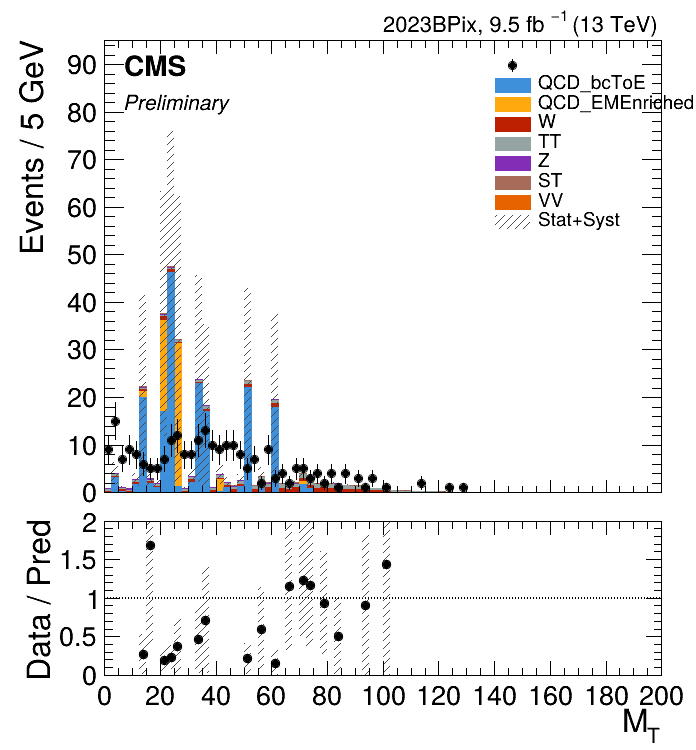 2023BPix, 9.5 fb⁻¹ (13 TeV)
Events / 5 GeV
CMS
Preliminary
QCD_bcToE
QCD_EMEnriched
W
TT
Z
ST
VV
Stat+Syst
90
80
70
60
50
40
30
20
10
0
Data / Pred
2
1.5
1
0.5
0
0 20 40 60 80 100 120 140 160 180 200
M_T